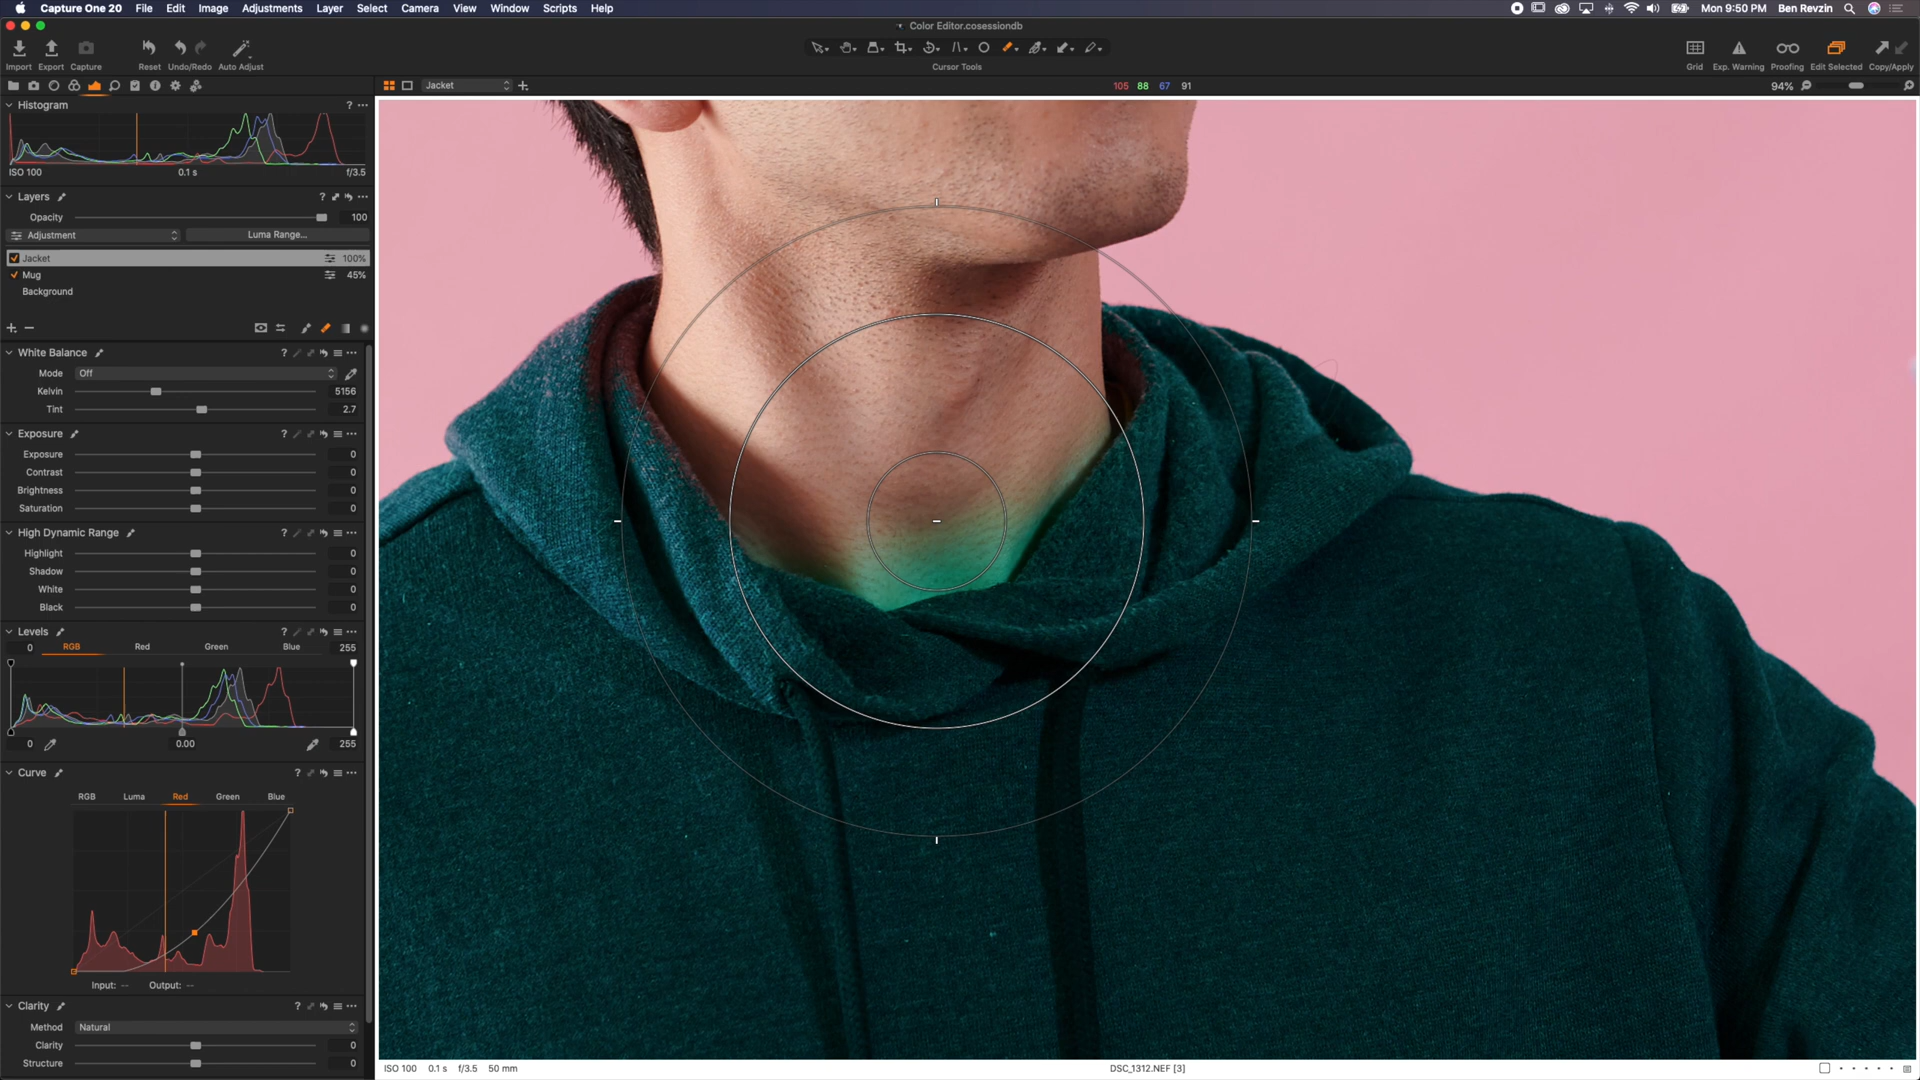 Capture One 20 File Edit Image Adjustments Layer Select Camera View Window Scripts Help Mon 9:50 PM Ben Revzin
Color Editor.cosessiondb
Import Export Capture Reset Undo/Redo Auto Adjust Cursor Tools Grid Exp. Warning Proofing Edit Selected Copy/Apply
Jacket 105 88 67 91 94%
Histogram
ISO 100 0.1 s f/3.5
Layers
Opacity 100
Adjustment Luma Range...
Jacket 100%
Mug 45%
Background
White Balance
Mode Off
Kelvin 5156
Tint 2.7
Exposure
Exposure 0
Contrast 0
Brightness 0
Saturation 0
High Dynamic Range
Highlight 0
Shadow 0
White 0
Black 0
Levels
0 RGB Red Green Blue 255
0 0.00 255
Curve
RGB Luma Red Green Blue
Input: -- Output: --
Clarity
Method Natural
Clarity 0
Structure 0
ISO 100 0.1 s f/3.5 50 mm DSC_1312.NEF [3]